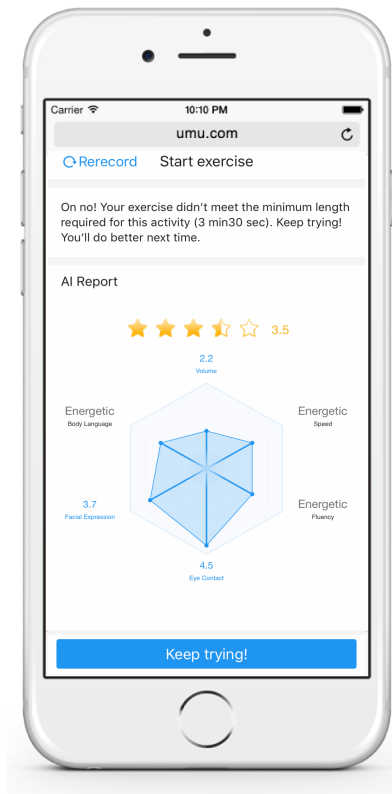 Carrier 10:10 PM
umu.com
Rerecord Start exercise
On no! Your exercise didn't meet the minimum length
required for this activity (3 min30 sec). Keep trying!
You'll do better next time.
AI Report
3.5
2.2
Volume
Energetic
Body Language
Energetic
Speed
3.7
Facial Expression
Energetic
Fluency
4.5
Eye Contact
Keep trying!